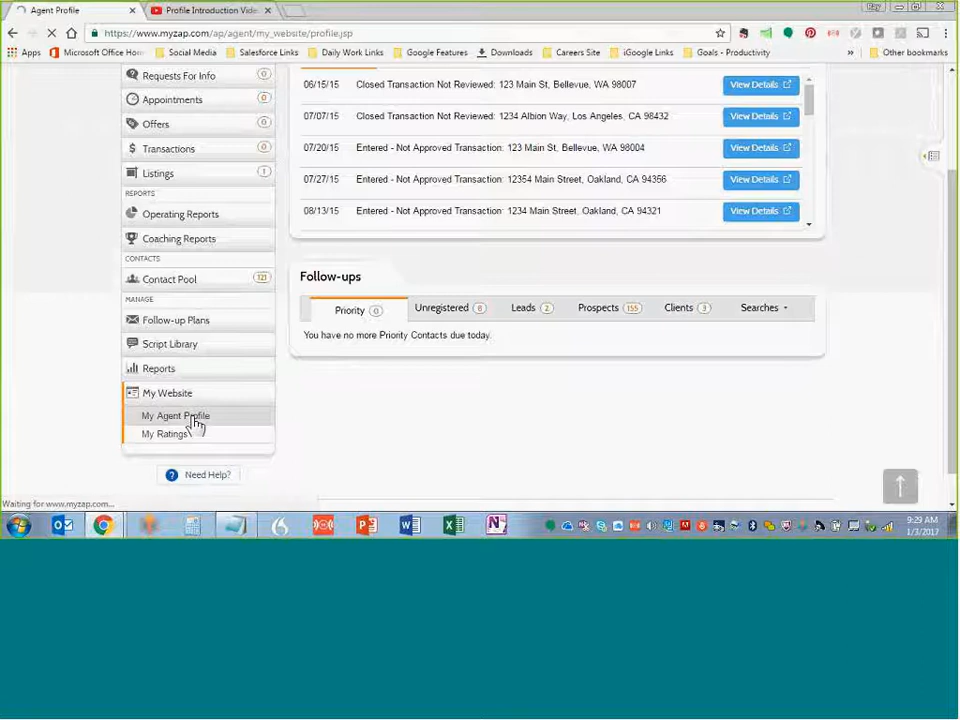 Agent Profile
Profile Introduction Vide
Ray
https://www.myzap.com/ap/agent/my_website/profile.jsp
Apps
Microsoft Office Hom
Social Media
Salesforce Links
Daily Work Links
Google Features
Downloads
Careers Site
iGoogle Links
Goals - Productivity
»
Other bookmarks
Requests For Info 0
Appointments 0
Offers 0
Transactions 0
Listings 1
REPORTS
Operating Reports
Coaching Reports
CONTACTS
Contact Pool 121
MANAGE
Follow-up Plans
Script Library
Reports
My Website
My Agent Profile
My Ratings
Need Help?
06/15/15 Closed Transaction Not Reviewed: 123 Main St, Bellevue, WA 98007 View Details
07/07/15 Closed Transaction Not Reviewed: 1234 Albion Way, Los Angeles, CA 98432 View Details
07/20/15 Entered - Not Approved Transaction: 123 Main St, Bellevue, WA 98004 View Details
07/27/15 Entered - Not Approved Transaction: 12354 Main Street, Oakland, CA 94356 View Details
08/13/15 Entered - Not Approved Transaction: 1234 Main Street, Oakland, CA 94321 View Details
Follow-ups
Priority 0 Unregistered 8 Leads 2 Prospects 155 Clients 3 Searches
You have no more Priority Contacts due today.
Waiting for www.myzap.com...
9:29 AM
1/3/2017